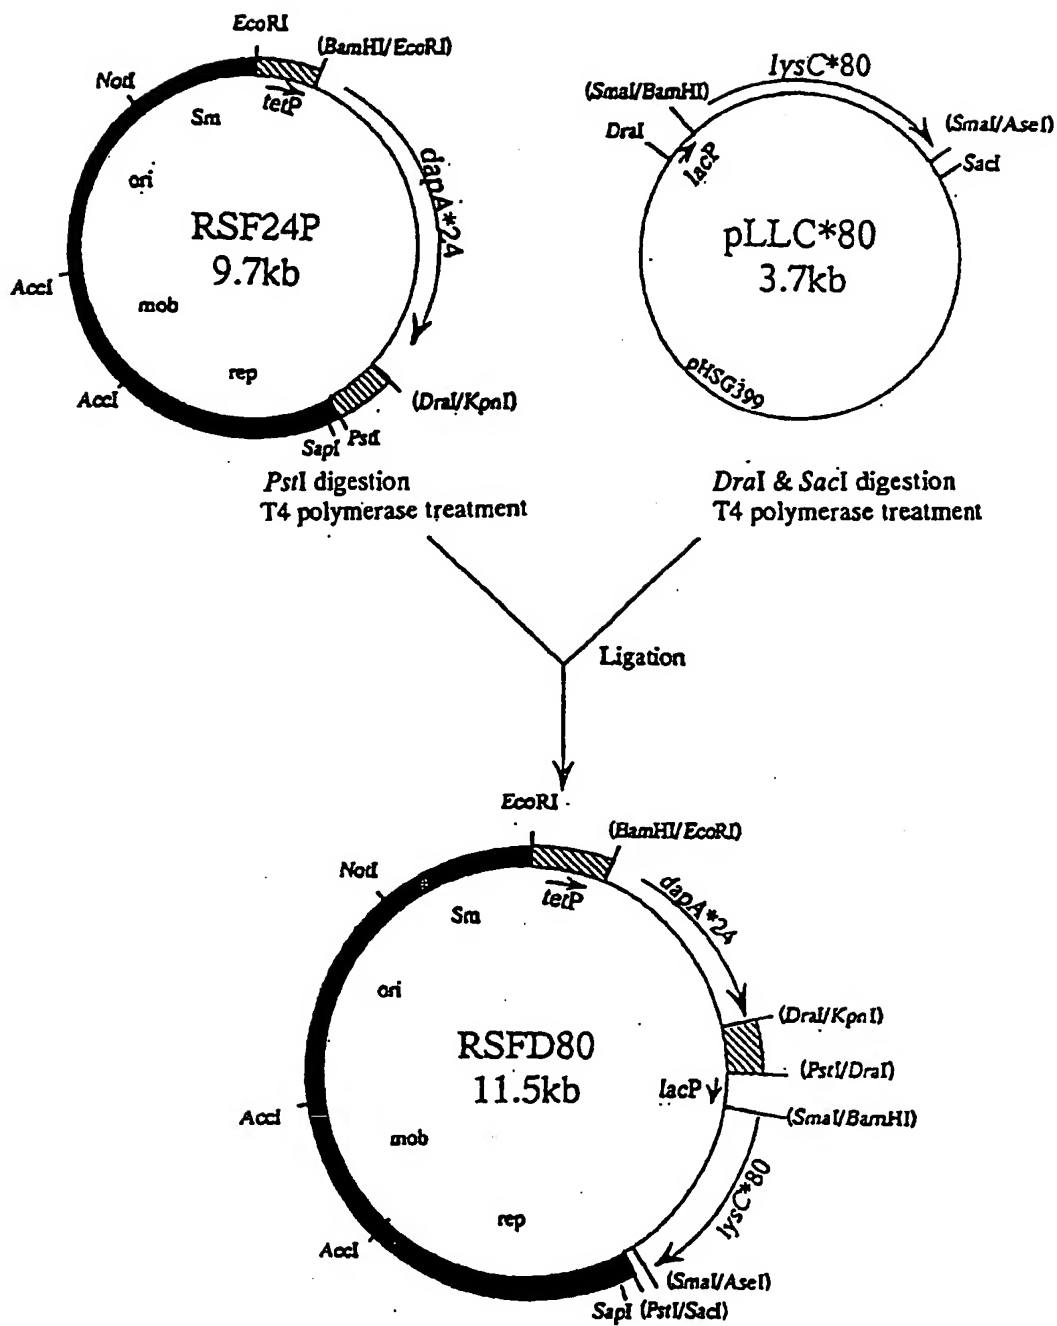 EcoRI
(BamHI/EcoRI)
NotI
tetP
Sm
dapA*24
ori
RSF24P
9.7kb
AccI
mob
rep
AccI
(DraI/KpnI)
PstI
SapI
lysC*80
(SmaI/BamHI)
(SmaI/AseI)
DraI
SacI
lacP
pLLC*80
3.7kb
pHSG399
PstI digestion
T4 polymerase treatment
DraI & SacI digestion
T4 polymerase treatment
Ligation
EcoRI
(BamHI/EcoRI)
NotI
tetP
dapA*24
Sm
ori
(DraI/KpnI)
RSFD80
11.5kb
(PstI/DraI)
lacP
(SmaI/BamHI)
AccI
mob
lysC*80
rep
AccI
(SmaI/AseI)
SapI (PstI/SacI)